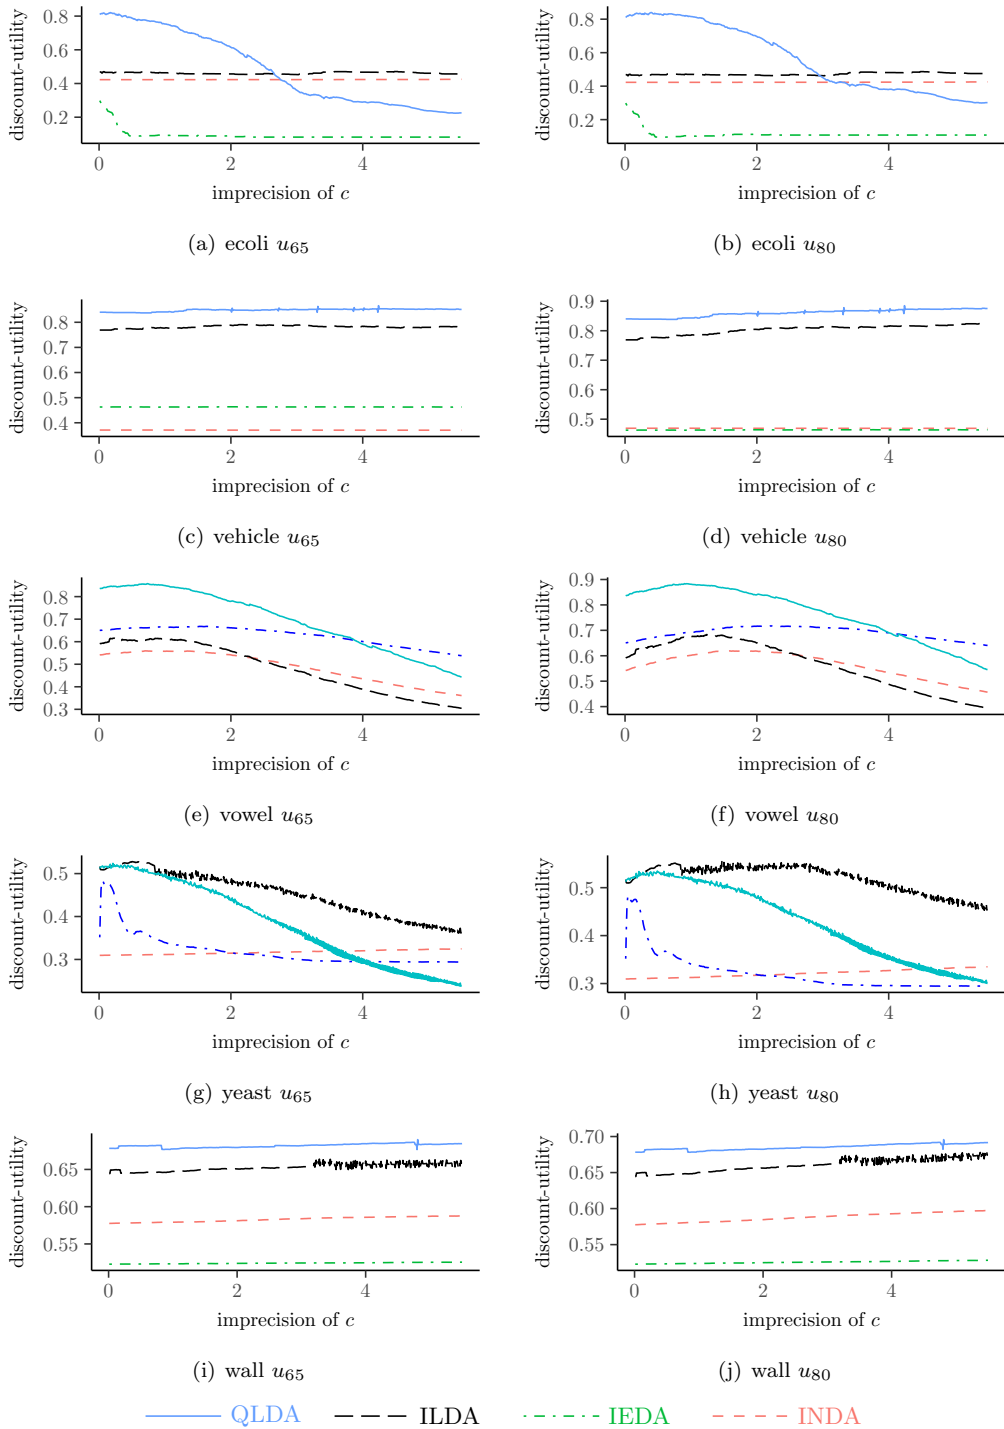 discount-utility
0.8
0.6
0.4
0.2
0 2 4
imprecision of c
(a) ecoli u65
discount-utility
0.8
0.6
0.4
0.2
0 2 4
imprecision of c
(b) ecoli u80
discount-utility
0.8
0.7
0.6
0.5
0.4
0 2 4
imprecision of c
(c) vehicle u65
discount-utility
0.9
0.8
0.7
0.6
0.5
0 2 4
imprecision of c
(d) vehicle u80
discount-utility
0.8
0.7
0.6
0.5
0.4
0.3
0 2 4
imprecision of c
(e) vowel u65
discount-utility
0.9
0.8
0.7
0.6
0.5
0.4
0 2 4
imprecision of c
(f) vowel u80
discount-utility
0.5
0.4
0.3
0 2 4
imprecision of c
(g) yeast u65
discount-utility
0.5
0.4
0.3
0 2 4
imprecision of c
(h) yeast u80
discount-utility
0.65
0.60
0.55
0 2 4
imprecision of c
(i) wall u65
discount-utility
0.70
0.65
0.60
0.55
0 2 4
imprecision of c
(j) wall u80
QLDA ILDA IEDA INDA